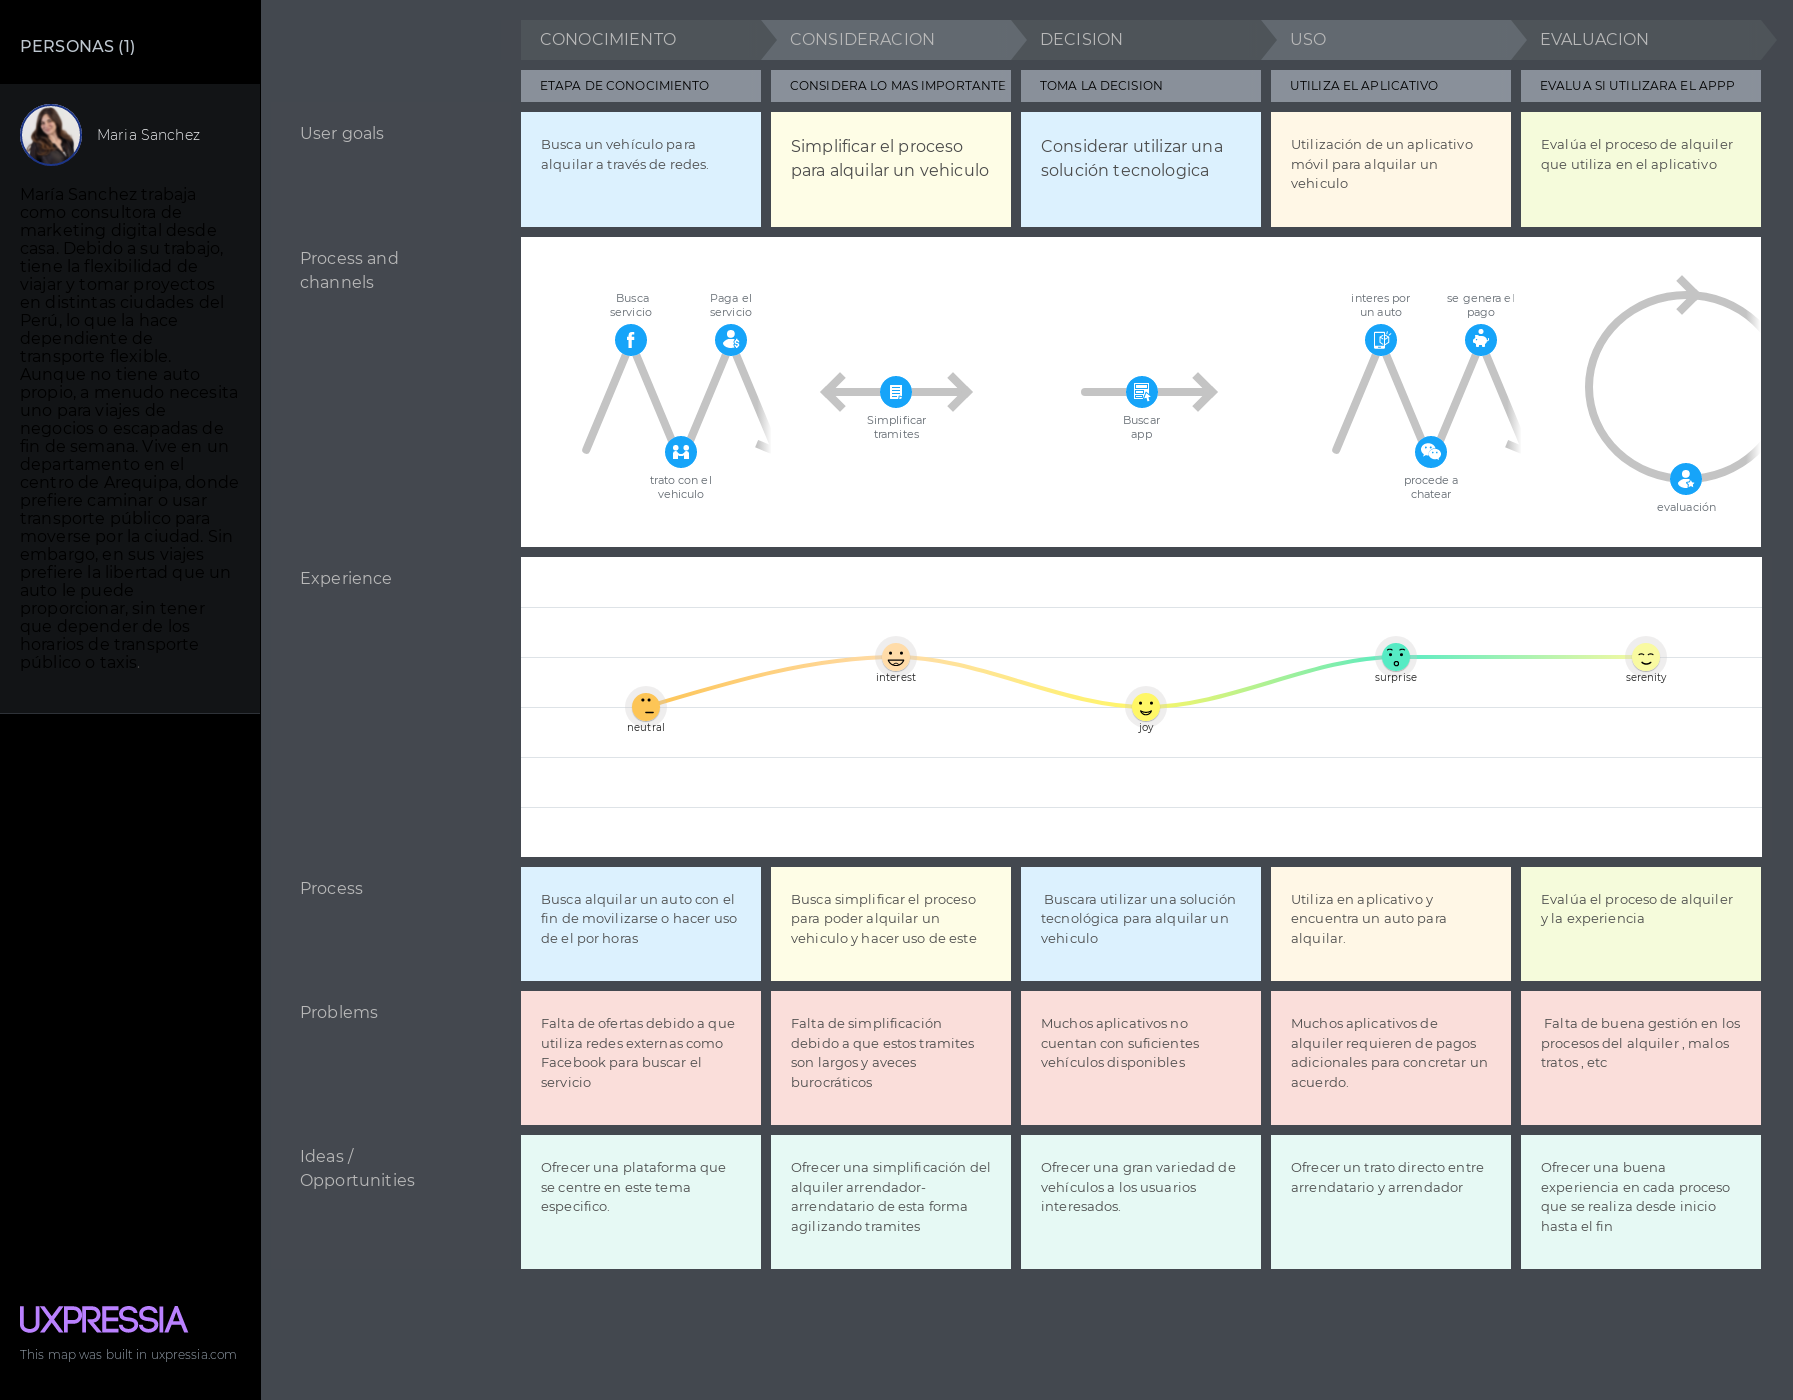 PERSONAS (1)
Maria Sanchez
María Sanchez trabaja
como consultora de
marketing digital desde
casa. Debido a su trabajo,
tiene la flexibilidad de
viajar y tomar proyectos
en distintas ciudades del
Perú, lo que la hace
dependiente de
transporte flexible.
Aunque no tiene auto
propio, a menudo necesita
uno para viajes de
negocios o escapadas de
fin de semana. Vive en un
departamento en el
centro de Arequipa, donde
prefiere caminar o usar
transporte público para
moverse por la ciudad. Sin
embargo, en sus viajes
prefiere la libertad que un
auto le puede
proporcionar, sin tener
que depender de los
horarios de transporte
público o taxis.
UXPRESSIA
This map was built in uxpressia.com
CONOCIMIENTO
CONSIDERACION
DECISION
USO
EVALUACION
ETAPA DE CONOCIMIENTO
CONSIDERA LO MAS IMPORTANTE
TOMA LA DECISION
UTILIZA EL APLICATIVO
EVALUA SI UTILIZARA EL APPP
User goals
Busca un vehículo para
alquilar a través de redes.
Simplificar el proceso
para alquilar un vehiculo
Considerar utilizar una
solución tecnologica
Utilización de un aplicativo
móvil para alquilar un
vehiculo
Evalúa el proceso de alquiler
que utiliza en el aplicativo
Process and
channels
Busca
servicio
Paga el
servicio
trato con el
vehiculo
Simplificar
tramites
Buscar
app
interes por
un auto
se genera el
pago
procede a
chatear
evaluación
Experience
neutral
interest
joy
surprise
serenity
Process
Busca alquilar un auto con el
fin de movilizarse o hacer uso
de el por horas
Busca simplificar el proceso
para poder alquilar un
vehiculo y hacer uso de este
Buscara utilizar una solución
tecnológica para alquilar un
vehiculo
Utiliza en aplicativo y
encuentra un auto para
alquilar.
Evalúa el proceso de alquiler
y la experiencia
Problems
Falta de ofertas debido a que
utiliza redes externas como
Facebook para buscar el
servicio
Falta de simplificación
debido a que estos tramites
son largos y aveces
burocráticos
Muchos aplicativos no
cuentan con suficientes
vehículos disponibles
Muchos aplicativos de
alquiler requieren de pagos
adicionales para concretar un
acuerdo.
Falta de buena gestión en los
procesos del alquiler , malos
tratos , etc
Ideas /
Opportunities
Ofrecer una plataforma que
se centre en este tema
especifico.
Ofrecer una simplificación del
alquiler arrendador-
arrendatario de esta forma
agilizando tramites
Ofrecer una gran variedad de
vehículos a los usuarios
interesados.
Ofrecer un trato directo entre
arrendatario y arrendador
Ofrecer una buena
experiencia en cada proceso
que se realiza desde inicio
hasta el fin